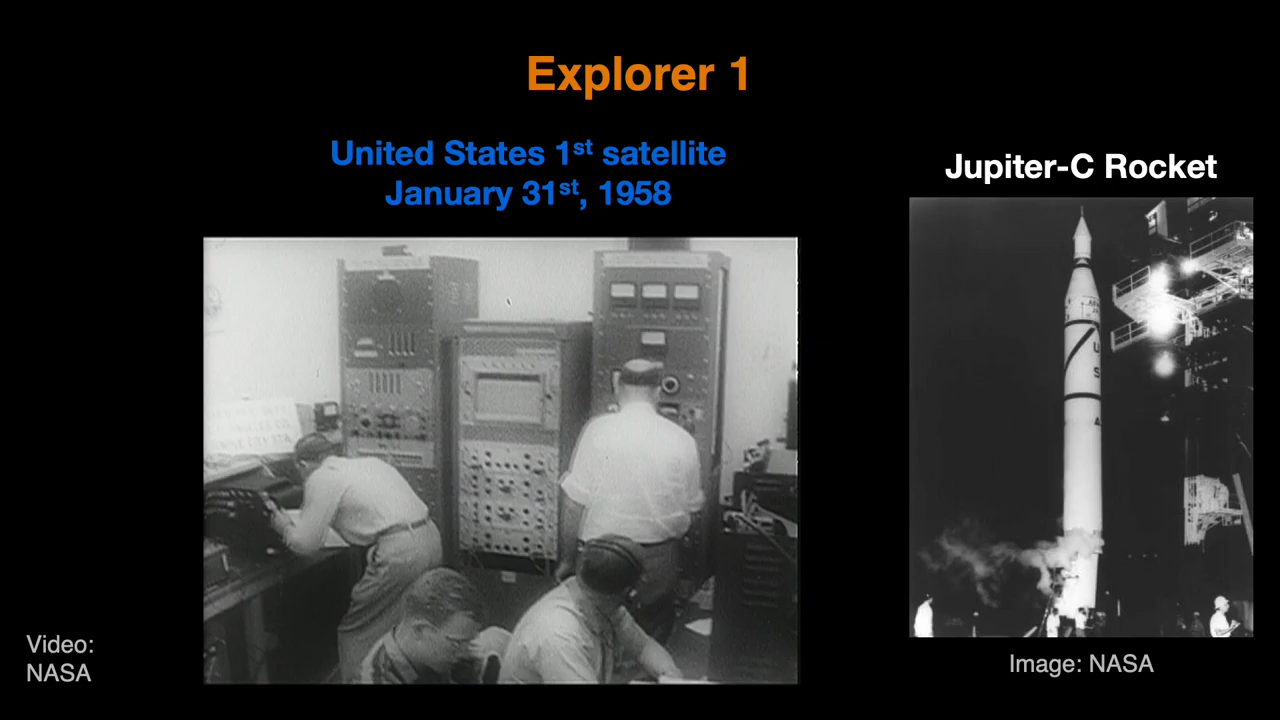 Explorer 1
United States 1st satellite
January 31st, 1958
Jupiter-C Rocket
U
S
Video:
NASA
Image: NASA